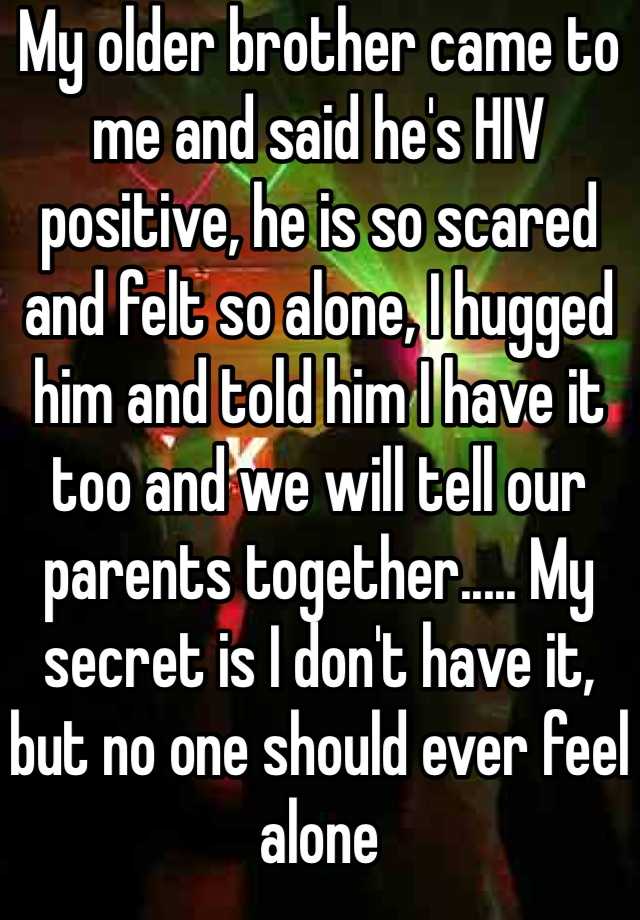 My older brother came to
me and said he's HIV
positive, he is so scared
and felt so alone, I hugged
him and told him I have it
too and we will tell our
parents together..... My
secret is I don't have it,
but no one should ever feel
alone